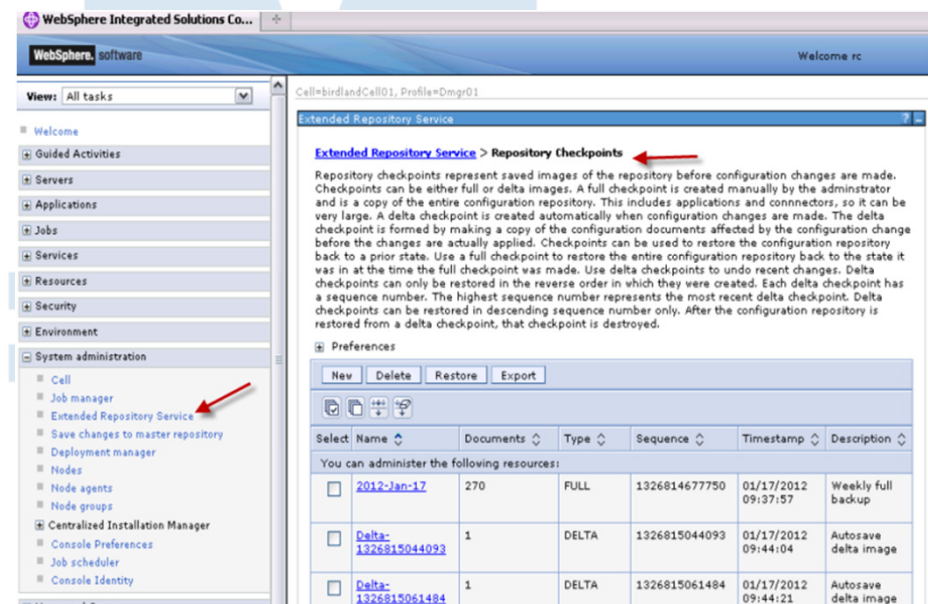 WebSphere Integrated Solutions Co...
WebSphere. software
Welcome rc
View: All tasks
Welcome
Guided Activities
Servers
Applications
Jobs
Services
Resources
Security
Environment
System administration
Cell
Job manager
Extended Repository Service
Save changes to master repository
Deployment manager
Nodes
Node agents
Node groups
Centralized Installation Manager
Console Preferences
Job scheduler
Console Identity
Cell=birdlandCell01, Profile=Dmgr01
Extended Repository Service ? -
Extended Repository Service > Repository Checkpoints
Repository checkpoints represent saved images of the repository before configuration changes are made.
Checkpoints can be either full or delta images. A full checkpoint is created manually by the adminstrator
and is a copy of the entire configuration repository. This includes applications and connnectors, so it can be
very large. A delta checkpoint is created automatically when configuration changes are made. The delta
checkpoint is formed by making a copy of the configuration documents affected by the configuration change
before the changes are actually applied. Checkpoints can be used to restore the configuration repository
back to a prior state. Use a full checkpoint to restore the entire configuration repository back to the state it
was in at the time the full checkpoint was made. Use delta checkpoints to undo recent changes. Delta
checkpoints can only be restored in the reverse order in which they were created. Each delta checkpoint has
a sequence number. The highest sequence number represents the most recent delta checkpoint. Delta
checkpoints can be restored in descending sequence number only. After the configuration repository is
restored from a delta checkpoint, that checkpoint is destroyed.
Preferences
New Delete Restore Export
Select Name Documents Type Sequence Timestamp Description
You can administer the following resources:
2012-Jan-17 270 FULL 1326814677750 01/17/2012 09:37:57 Weekly full backup
Delta-1326815044093 1 DELTA 1326815044093 01/17/2012 09:44:04 Autosave delta image
Delta-1326815061484 1 DELTA 1326815061484 01/17/2012 09:44:21 Autosave delta image